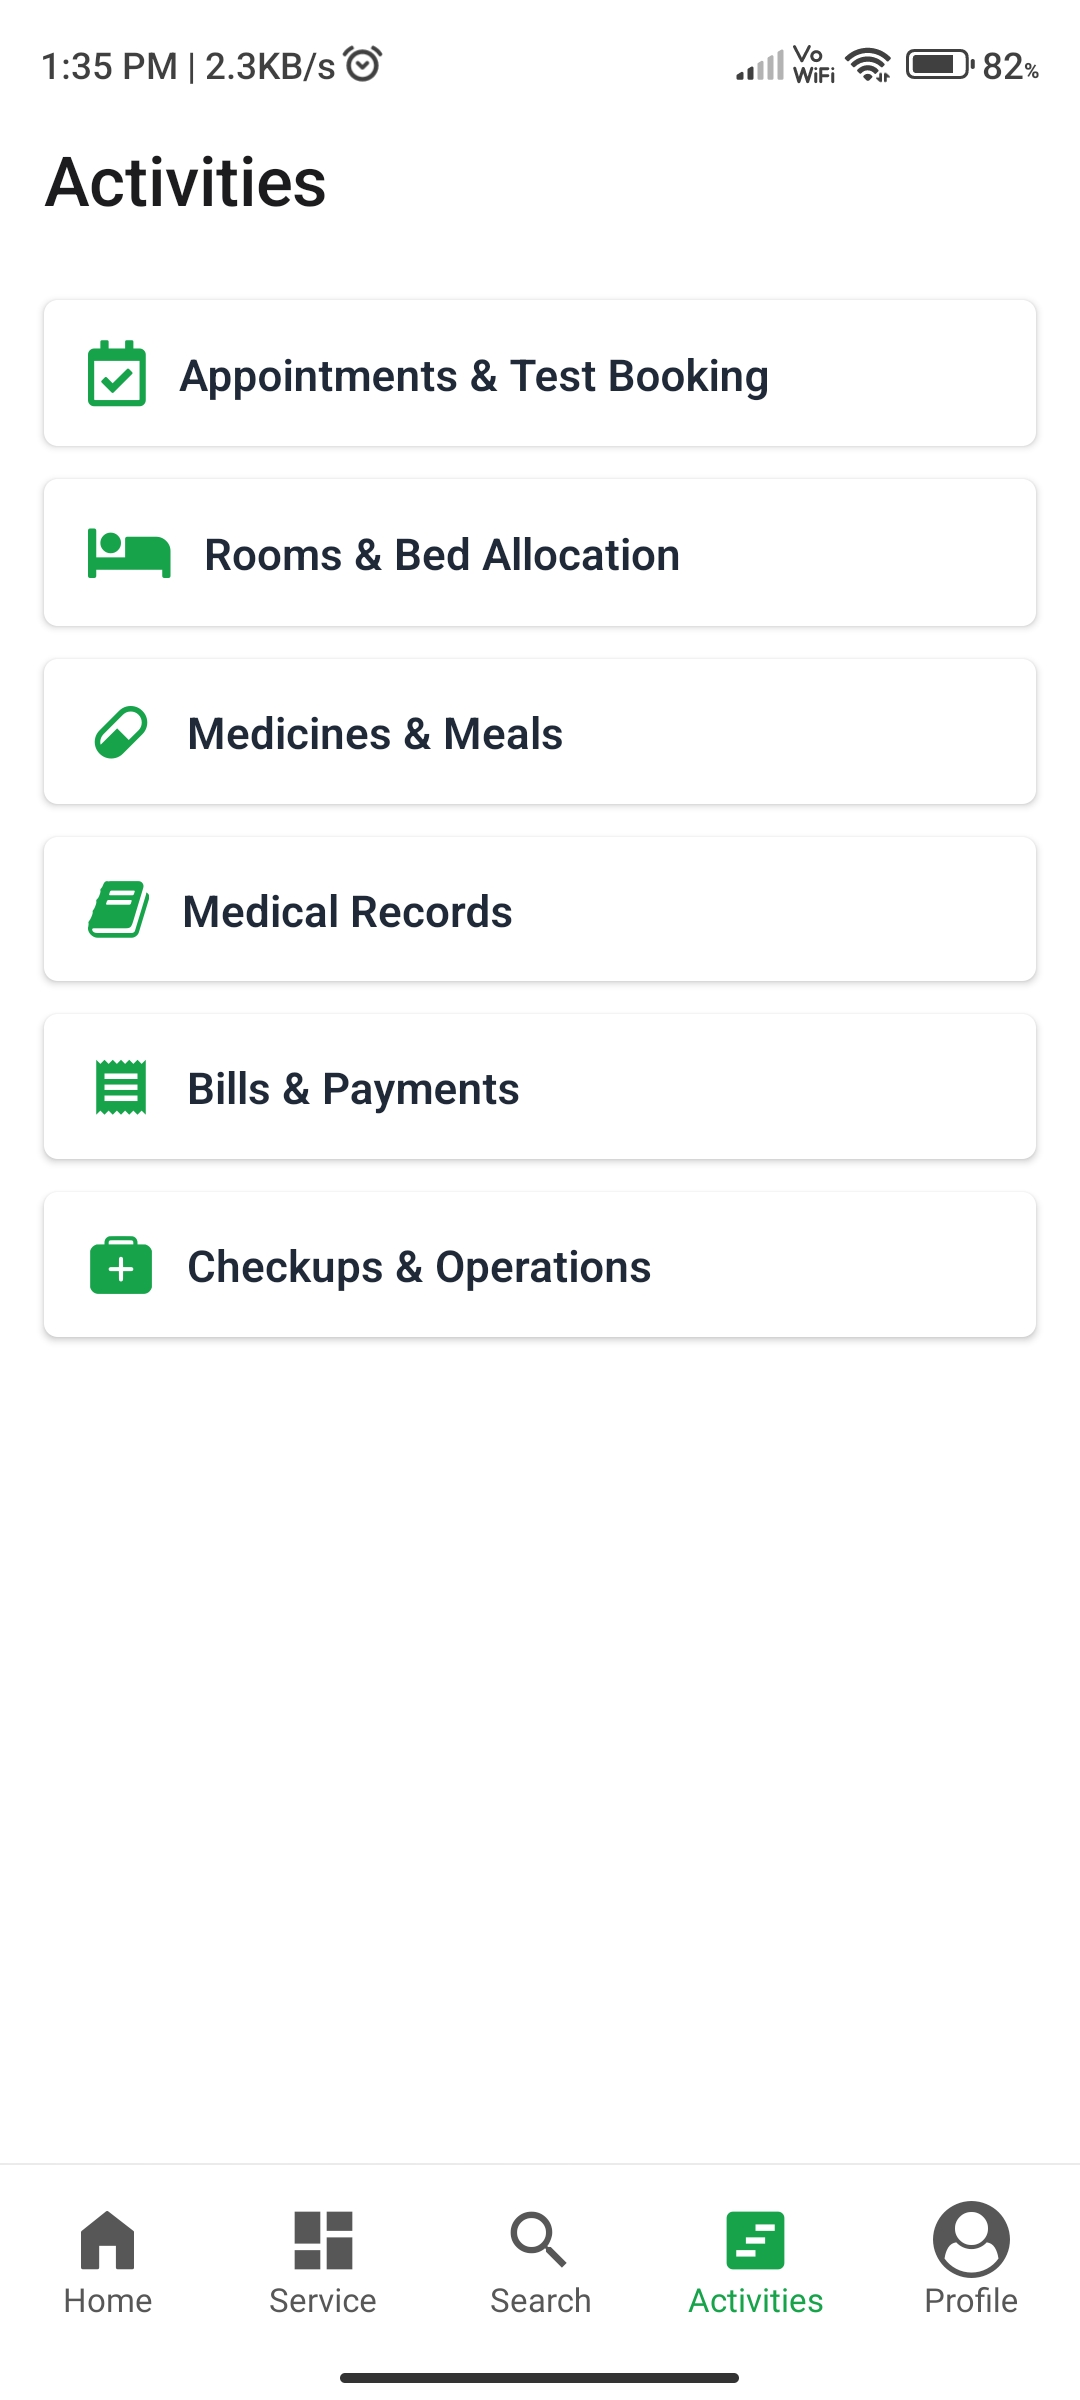 1:35 PM | 2.3KB/s
Vo
WiFi
82%
Activities
Appointments & Test Booking
Rooms & Bed Allocation
Medicines & Meals
Medical Records
Bills & Payments
Checkups & Operations
Home
Service
Search
Activities
Profile